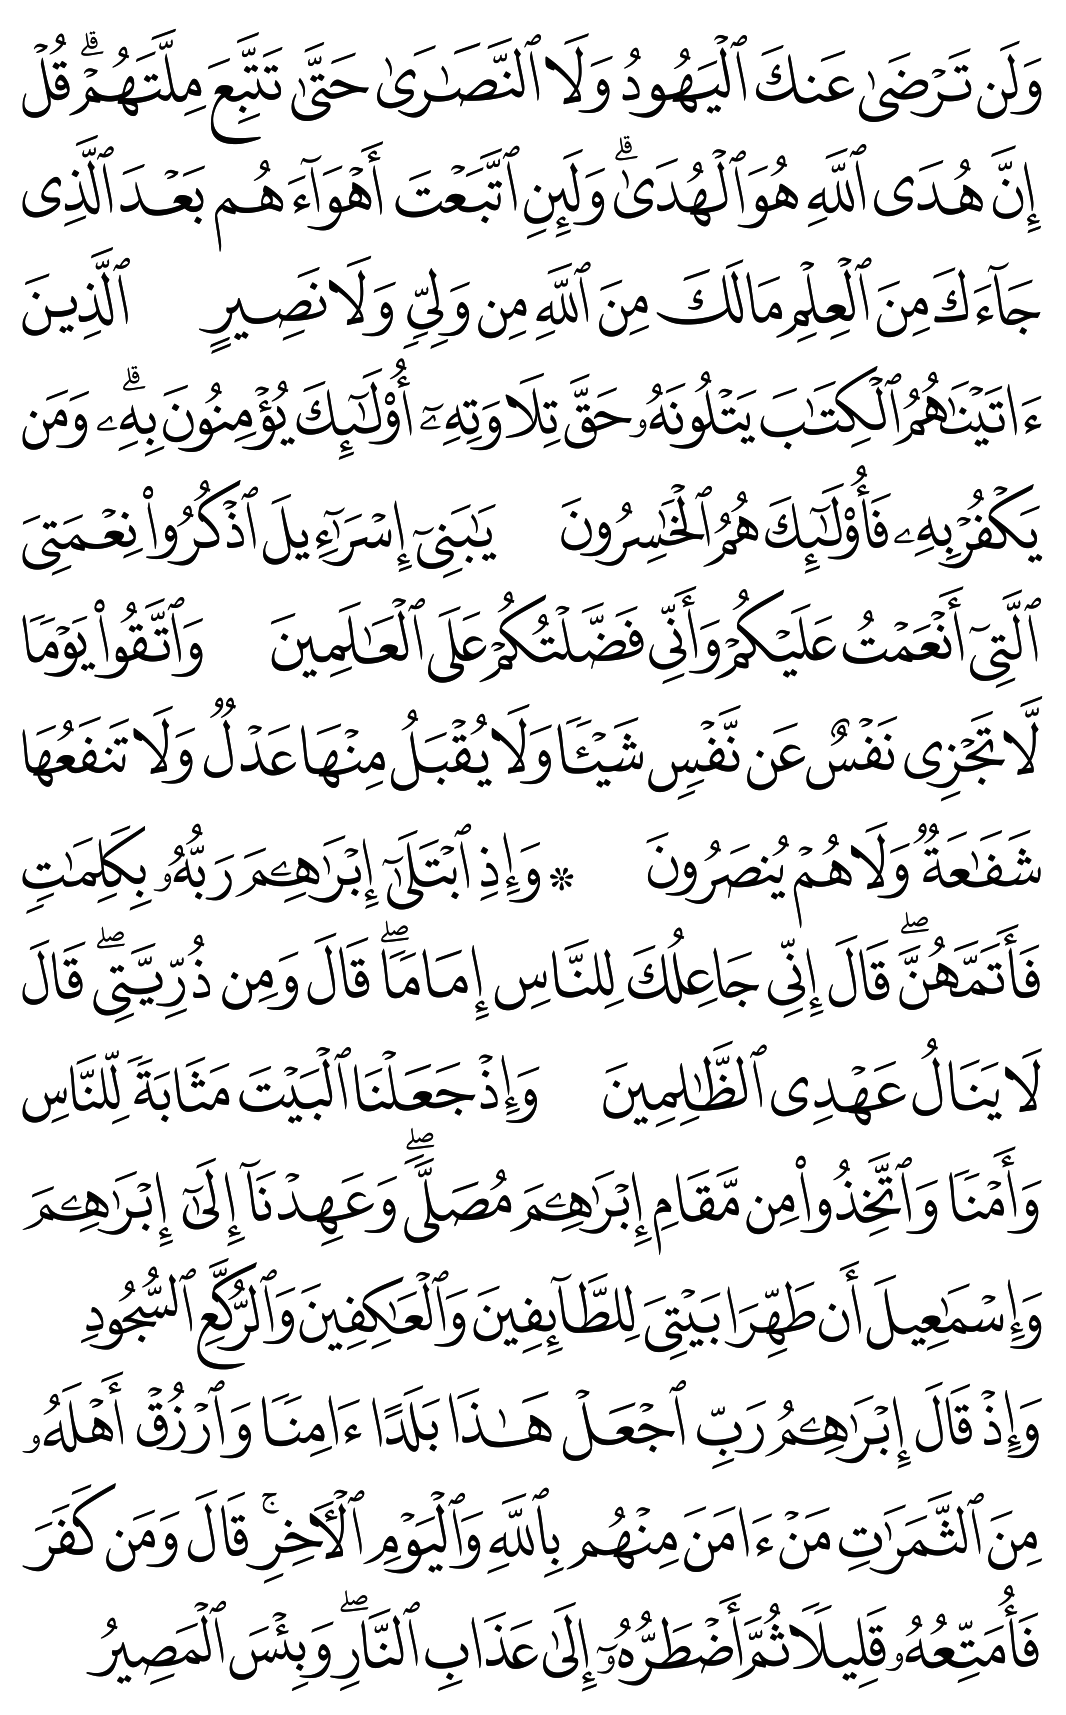 وَلَن تَرۡضَىٰ عَنكَ ٱلۡيَهُودُ وَلَا ٱلنَّصَـٰرَىٰ حَتَّىٰ تَتَّبِعَ مِلَّتَهُمۡۗ قُلۡ
إِنَّ هُدَى ٱللَّهِ هُوَ ٱلۡهُدَىٰۗ وَلَئِنِ ٱتَّبَعۡتَ أَهۡوَآءَهُم بَعۡدَ ٱلَّذِى
جَآءَكَ مِنَ ٱلۡعِلۡمِ مَا لَكَ مِنَ ٱللَّهِ مِن وَلِىٍّ وَلَا نَصِيرٍ ٱلَّذِينَ
ءَاتَيۡنَـٰهُمُ ٱلۡكِتَـٰبَ يَتۡلُونَهُۥ حَقَّ تِلَاوَتِهِۦٓ أُو۟لَـٰٓئِكَ يُؤۡمِنُونَ بِهِۦۗ وَمَن
يَكۡفُرۡ بِهِۦ فَأُو۟لَـٰٓئِكَ هُمُ ٱلۡخَـٰسِرُونَ يَـٰبَنِىٓ إِسۡرَٰٓءِيلَ ٱذۡكُرُوا۟ نِعۡمَتِىَ
ٱلَّتِىٓ أَنۡعَمۡتُ عَلَيۡكُمۡ وَأَنِّى فَضَّلۡتُكُمۡ عَلَى ٱلۡعَـٰلَمِينَ وَٱتَّقُوا۟ يَوۡمًا
لَّا تَجۡزِى نَفۡسٌ عَن نَّفۡسٍ شَيۡـًٔا وَلَا يُقۡبَلُ مِنۡهَا عَدۡلٌ وَلَا تَنفَعُهَا
شَفَـٰعَةٌ وَلَا هُمۡ يُنصَرُونَ ۞ وَإِذِ ٱبۡتَلَىٰٓ إِبۡرَٰهِـۧمَ رَبُّهُۥ بِكَلِمَـٰتٍ
فَأَتَمَّهُنَّۖ قَالَ إِنِّى جَاعِلُكَ لِلنَّاسِ إِمَامًاۖ قَالَ وَمِن ذُرِّيَّتِىۖ قَالَ
لَا يَنَالُ عَهۡدِى ٱلظَّـٰلِمِينَ وَإِذۡ جَعَلۡنَا ٱلۡبَيۡتَ مَثَابَةً لِّلنَّاسِ
وَأَمۡنًا وَٱتَّخِذُوا۟ مِن مَّقَامِ إِبۡرَٰهِـۧمَ مُصَلًّىۖ وَعَهِدۡنَآ إِلَىٰٓ إِبۡرَٰهِـۧمَ
وَإِسۡمَـٰعِيلَ أَن طَهِّرَا بَيۡتِىَ لِلطَّآئِفِينَ وَٱلۡعَـٰكِفِينَ وَٱلرُّكَّعِ ٱلسُّجُودِ
وَإِذۡ قَالَ إِبۡرَٰهِـۧمُ رَبِّ ٱجۡعَلۡ هَـٰذَا بَلَدًا ءَامِنًا وَٱرۡزُقۡ أَهۡلَهُۥ
مِنَ ٱلثَّمَرَٰتِ مَنۡ ءَامَنَ مِنۡهُم بِٱللَّهِ وَٱلۡيَوۡمِ ٱلۡـَٔاخِرِۚ قَالَ وَمَن كَفَرَ
فَأُمَتِّعُهُۥ قَلِيلًا ثُمَّ أَضۡطَرُّهُۥٓ إِلَىٰ عَذَابِ ٱلنَّارِۖ وَبِئۡسَ ٱلۡمَصِيرُ